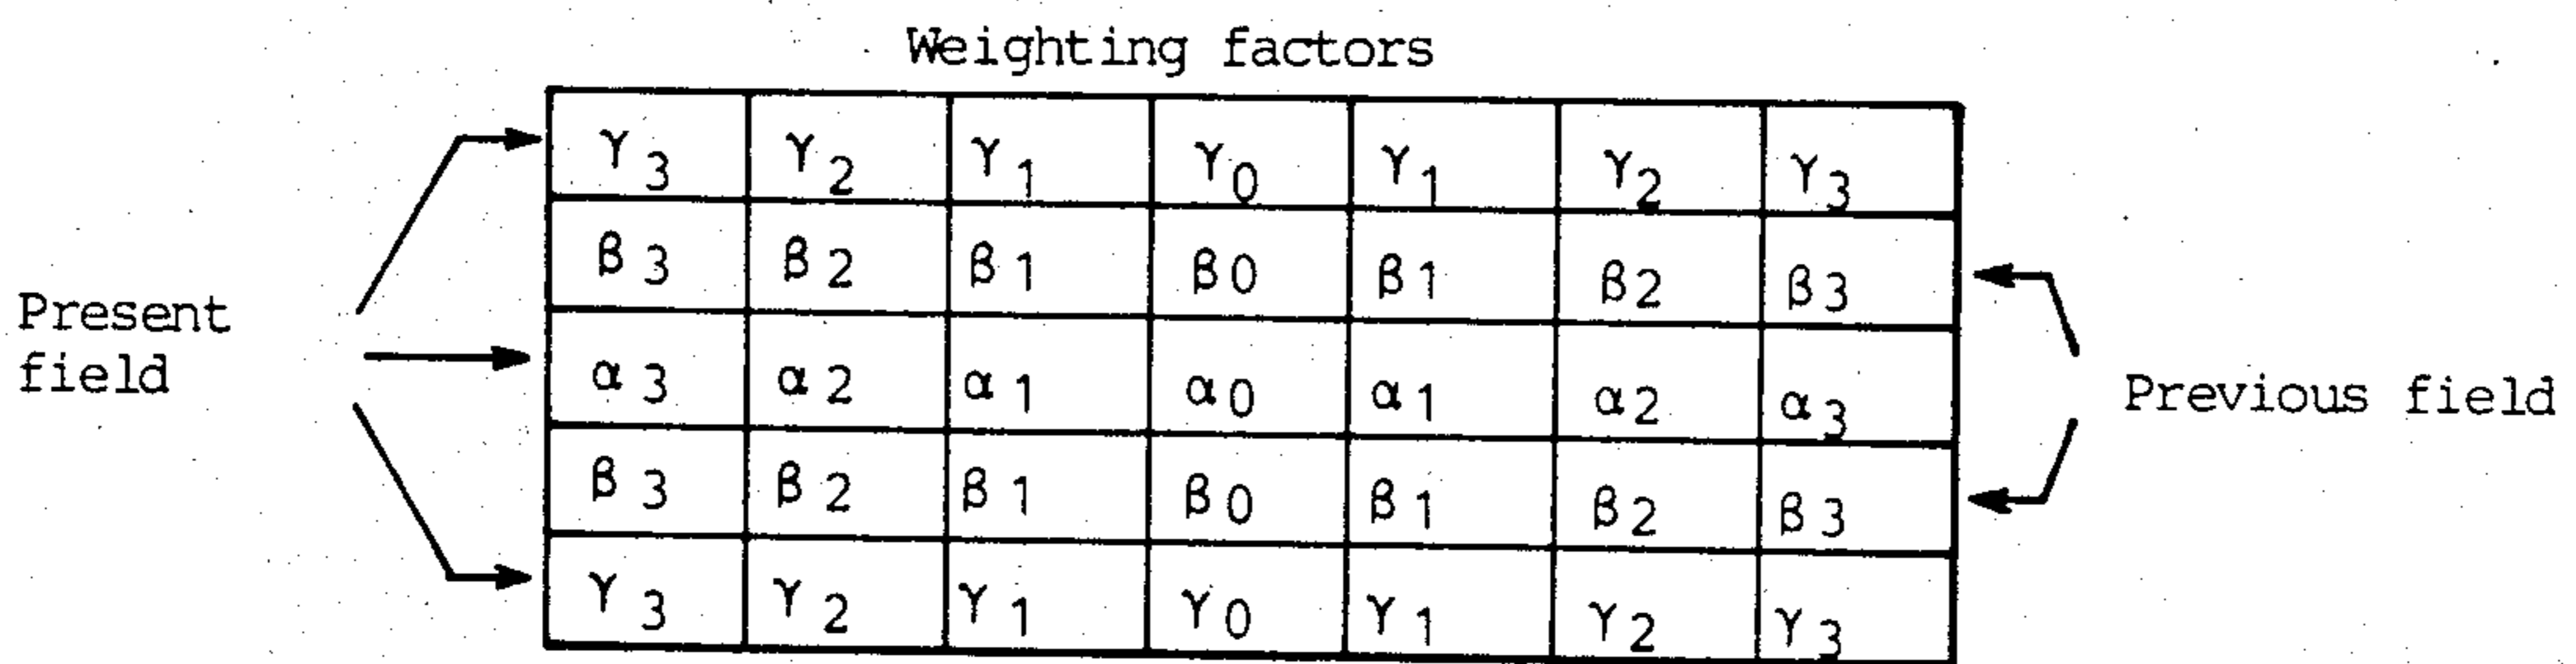 Weighting factors
γ3 γ2 γ1 γ0 γ1 γ2 γ3
β3 β2 β1 β0 β1 β2 β3
Present
field
α3 α2 α1 α0 α1 α2 α3
Previous field
β3 β2 β1 β0 β1 β2 β3
γ3 γ2 γ1 γ0 γ1 γ2 γ3